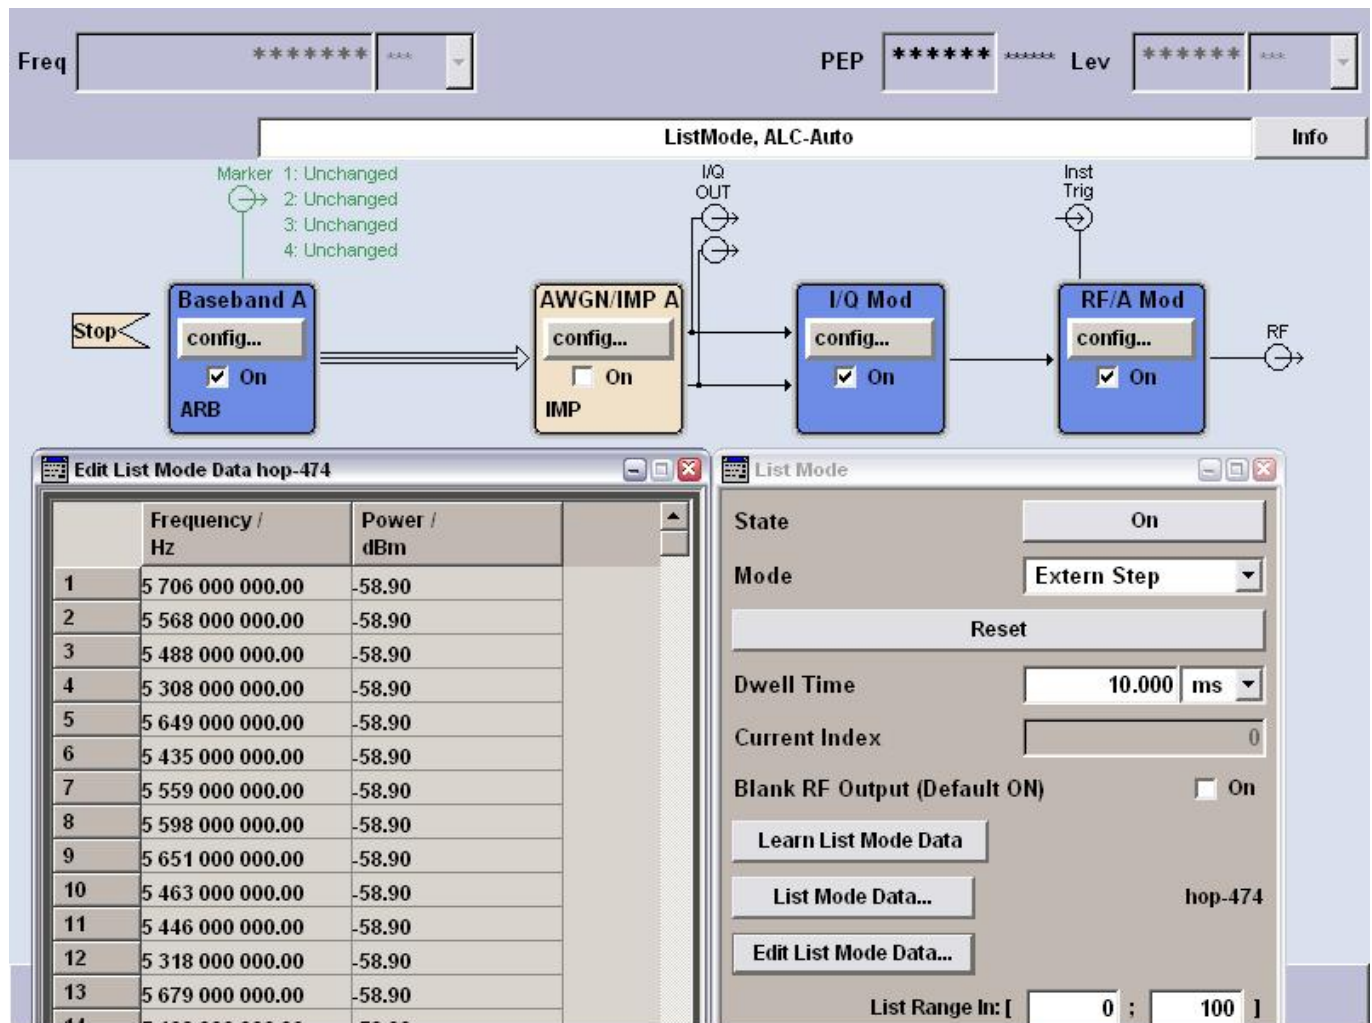 Freq ******* *** PEP ****** ****** Lev ****** ***
ListMode, ALC-Auto Info
Marker 1: Unchanged
2: Unchanged
3: Unchanged
4: Unchanged
I/Q
OUT
Inst
Trig
Stop
Baseband A
config...
On
ARB
AWGN/IMP A
config...
On
IMP
I/Q Mod
config...
On
RF/A Mod
config...
On
RF
Edit List Mode Data hop-474
Frequency / Hz Power / dBm
1 5 706 000 000.00 -58.90
2 5 568 000 000.00 -58.90
3 5 488 000 000.00 -58.90
4 5 308 000 000.00 -58.90
5 5 649 000 000.00 -58.90
6 5 435 000 000.00 -58.90
7 5 559 000 000.00 -58.90
8 5 598 000 000.00 -58.90
9 5 651 000 000.00 -58.90
10 5 463 000 000.00 -58.90
11 5 446 000 000.00 -58.90
12 5 318 000 000.00 -58.90
13 5 679 000 000.00 -58.90
List Mode
State On
Mode Extern Step
Reset
Dwell Time 10.000 ms
Current Index 0
Blank RF Output (Default ON) On
Learn List Mode Data
List Mode Data... hop-474
Edit List Mode Data...
List Range In: [ 0 ; 100 ]